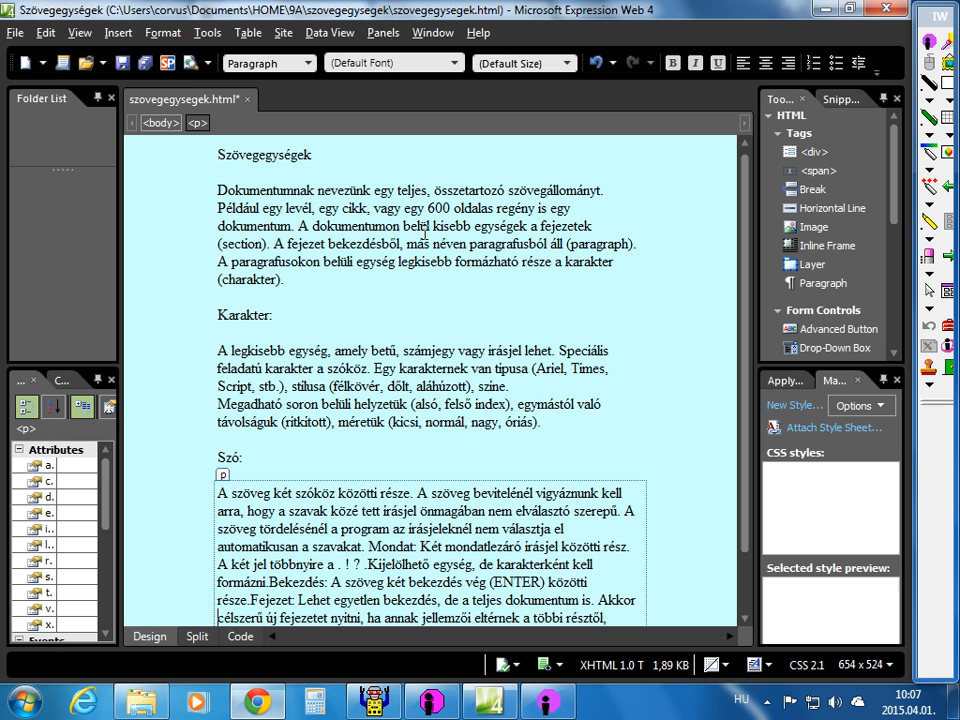 Szövegegységek (C:\Users\corvus\Documents\HOME\9A\szovegegysegek\szovegegysegek.html) - Microsoft Expression Web 4
IW
File Edit View Insert Format Tools Table Site Data View Panels Window Help
Paragraph (Default Font) (Default Size) B I U
Folder List
szovegegysegek.html*
Too... Snipp...
<body> <p>
HTML
Tags
<div>
<span>
Break
Horizontal Line
Image
Inline Frame
Layer
Paragraph
Form Controls
Advanced Button
Drop-Down Box
Szövegegységek
Dokumentumnak nevezünk egy teljes, összetartozó szövegállományt.
Például egy levél, egy cikk, vagy egy 600 oldalas regény is egy
dokumentum. A dokumentumon belül kisebb egységek a fejezetek
(section). A fejezet bekezdésből, más néven paragrafusból áll (paragraph).
A paragrafusokon belüli egység legkisebb formázható része a karakter
(charakter).
Karakter:
A legkisebb egység, amely betű, számjegy vagy írásjel lehet. Speciális
feladatú karakter a szóköz. Egy karakternek van típusa (Ariel, Times,
Script, stb.), stílusa (félkövér, dőlt, aláhúzott), színe.
Megadható soron belüli helyzetük (alsó, felső index), egymástól való
távolságuk (ritkított), méretük (kicsi, normál, nagy, óriás).
Szó:
p
A szöveg két szóköz közötti része. A szöveg bevitelénél vigyáznunk kell
arra, hogy a szavak közé tett írásjel önmagában nem elválasztó szerepű. A
szöveg tördelésénél a program az írásjeleknél nem választja el
automatikusan a szavakat. Mondat: Két mondatlezáró írásjel közötti rész.
A két jel többnyire a . ! ? .Kijelölhető egység, de karakterként kell
formázni.Bekezdés: A szöveg két bekezdés vég (ENTER) közötti
része.Fejezet: Lehet egyetlen bekezdés, de a teljes dokumentum is. Akkor
célszerű új fejezetet nyitni, ha annak jellemzői eltérnek a többi résztől,
... C...
<p>
Attributes
a.
c.
d.
e.
i..
l..
r.
s.
t.
v.
x.
Events
Apply... Ma...
New Style... Options
Attach Style Sheet...
CSS styles:
Selected style preview:
Design Split Code
XHTML 1.0 T 1,89 KB CSS 2.1 654 x 524
HU
10:07
2015.04.01.